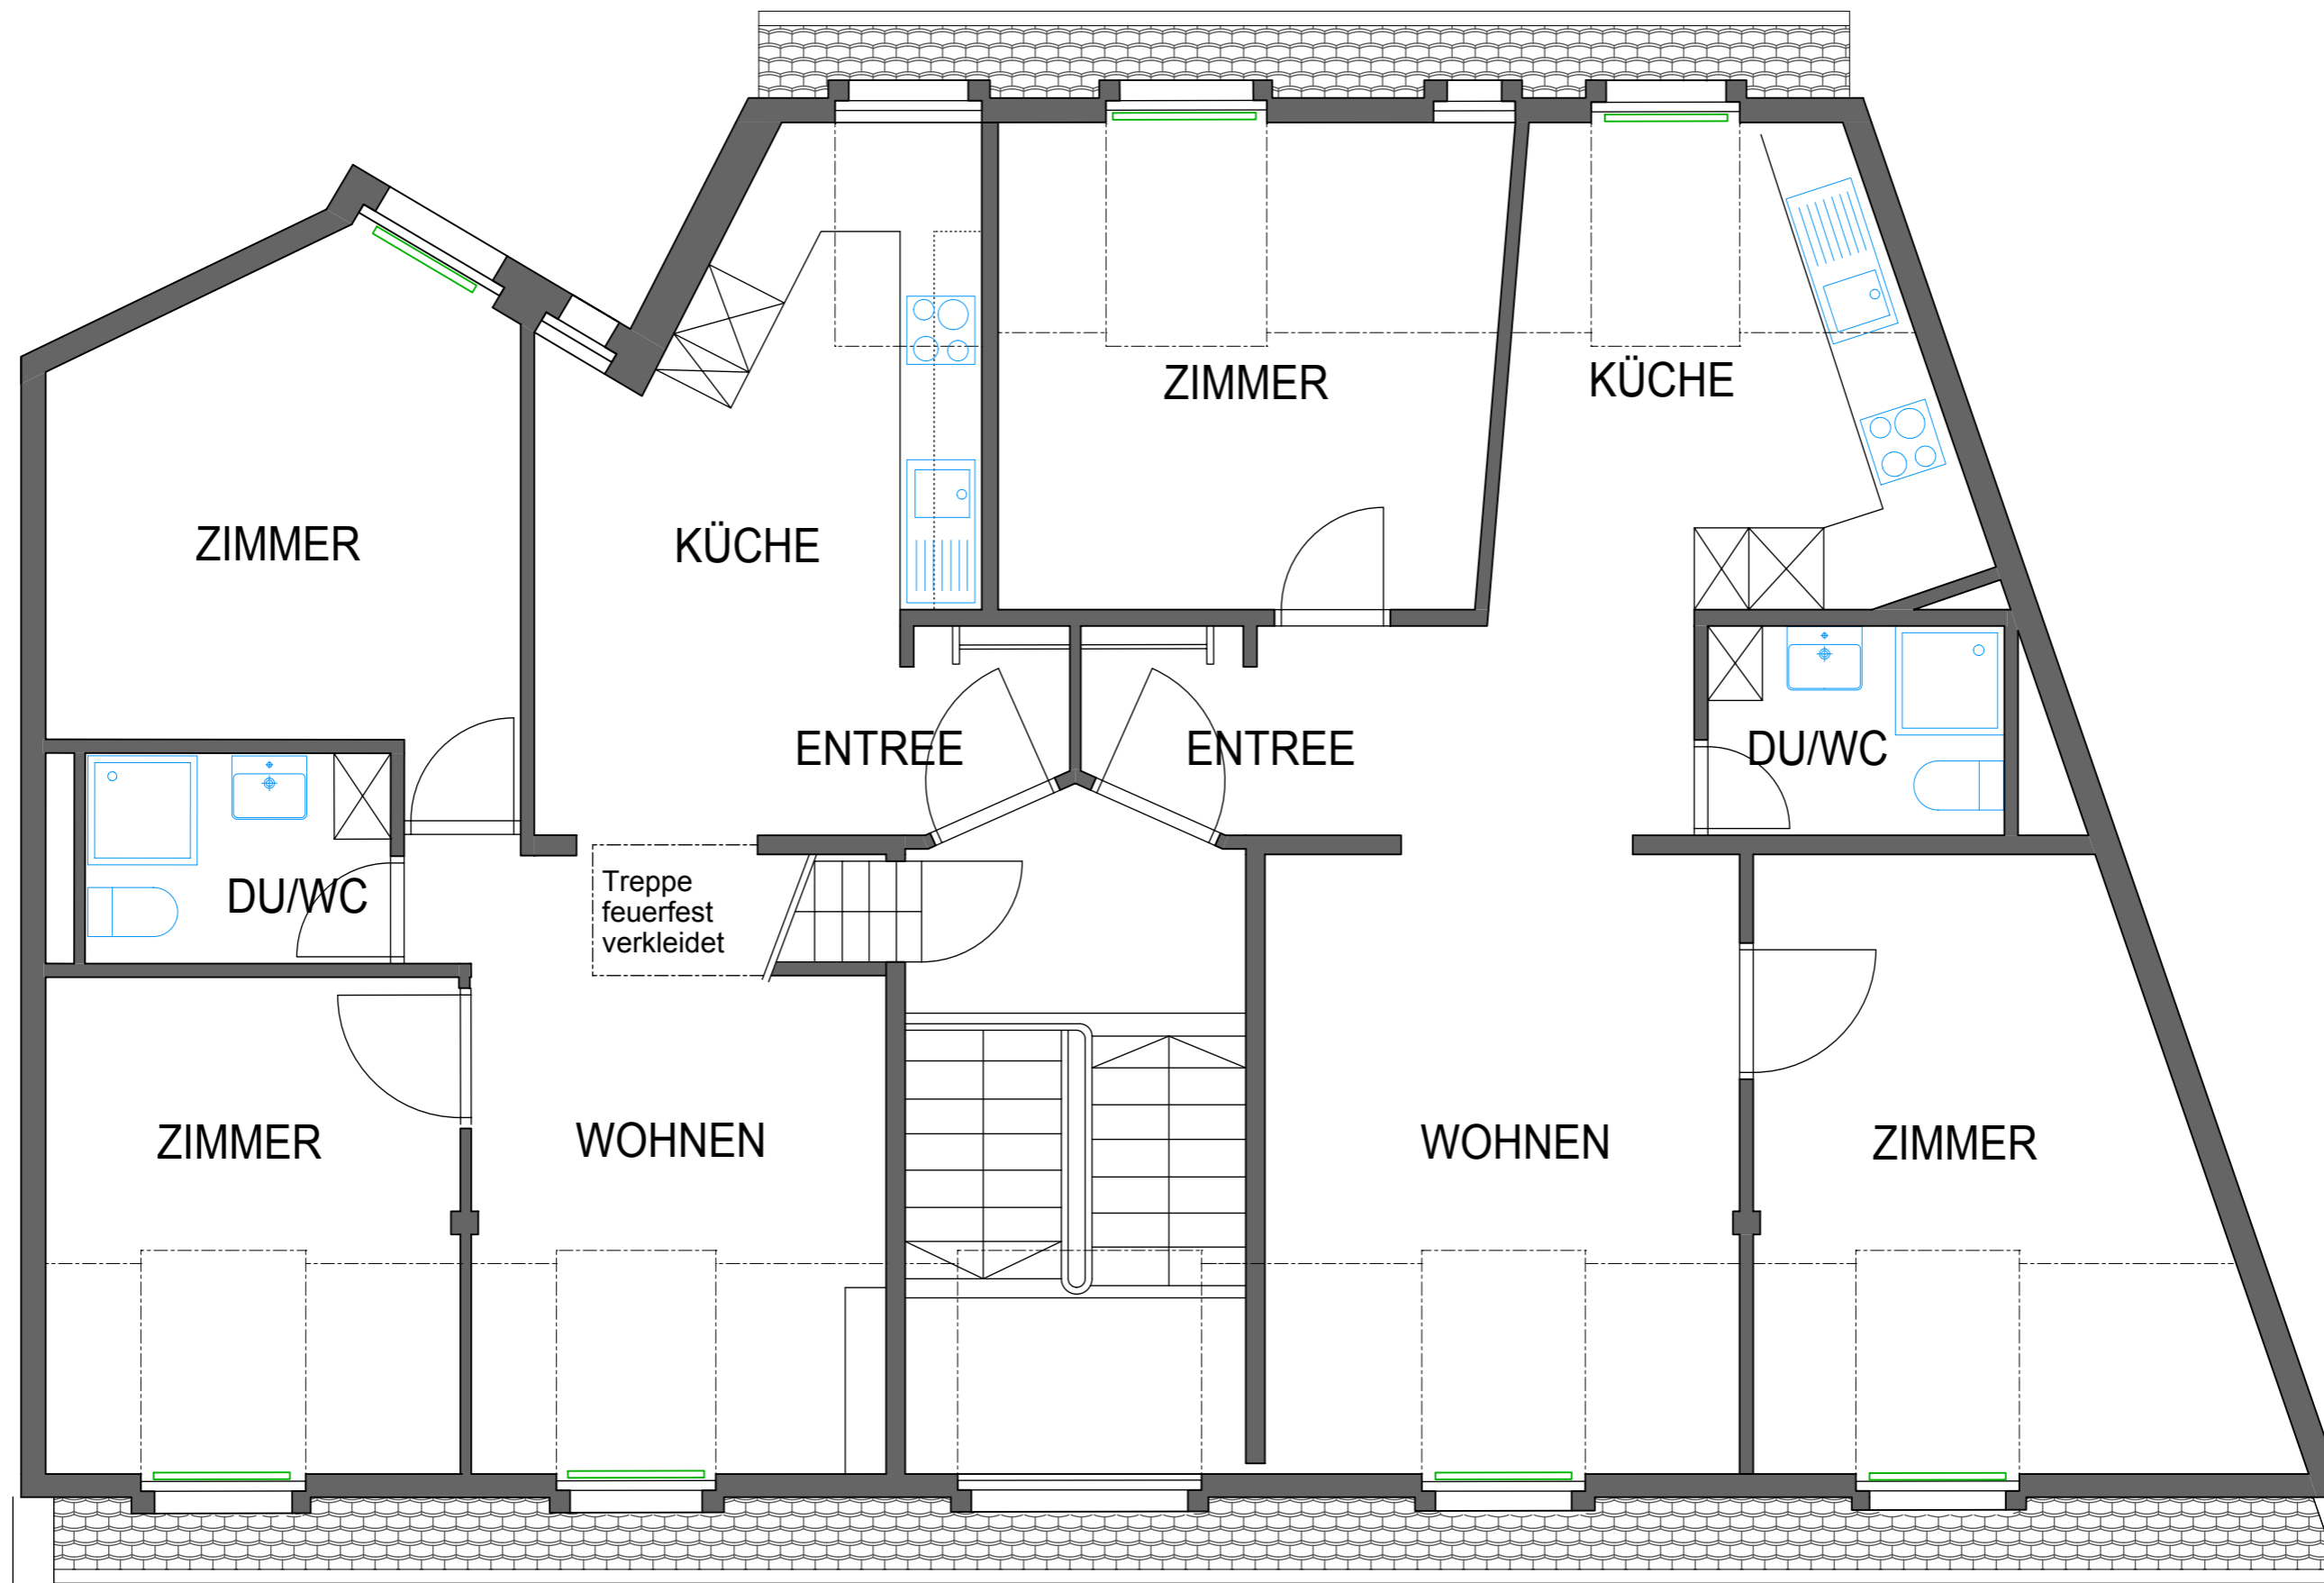 ZIMMER
KÜCHE
ZIMMER
KÜCHE
ENTREE
ENTREE
DU/WC
DU/WC
Treppe
feuerfest
verkleidet
ZIMMER
WOHNEN
WOHNEN
ZIMMER